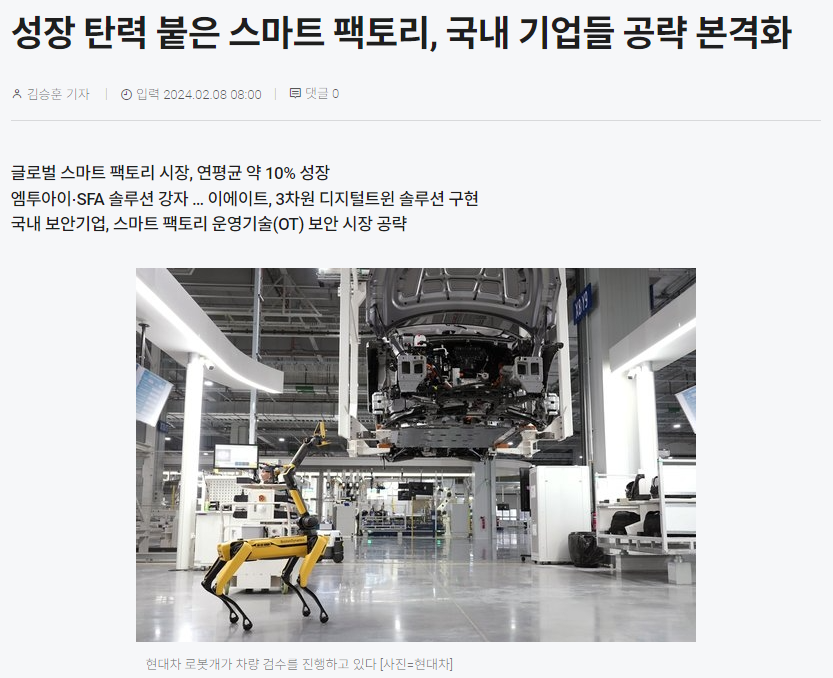 성장 탄력 붙은 스마트 팩토리, 국내 기업들 공략 본격화
김승훈 기자 입력 2024.02.08 08:00 댓글 0
글로벌 스마트 팩토리 시장, 연평균 약 10% 성장
엠투아이·SFA 솔루션 강자 … 이에이트, 3차원 디지털트윈 솔루션 구현
국내 보안기업, 스마트 팩토리 운영기술(OT) 보안 시장 공략
현대차 로봇개가 차량 검수를 진행하고 있다 [사진=현대차]